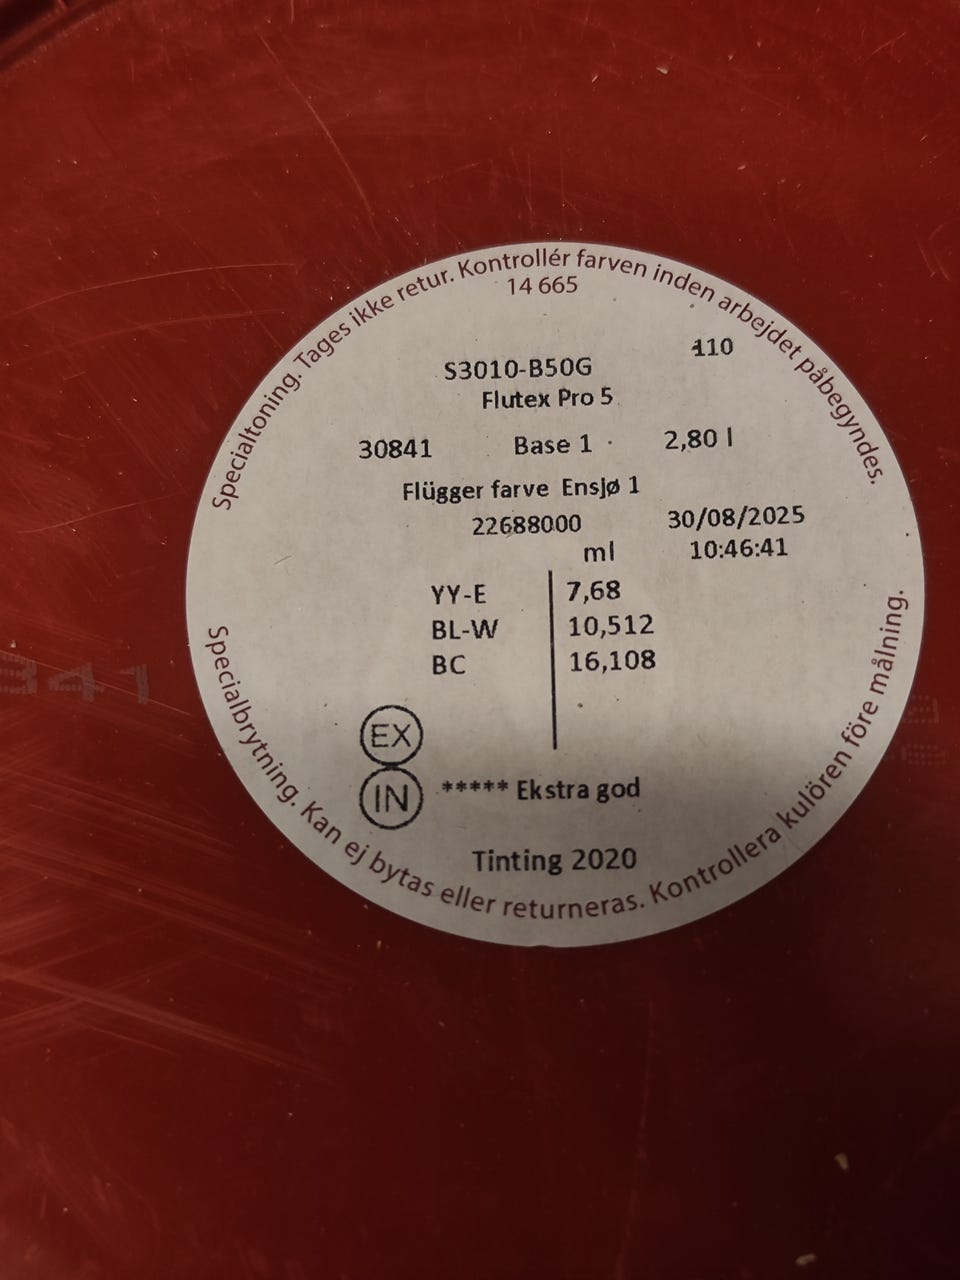 Specialtoning. Tages ikke retur. Kontrollér farven inden arbejdet påbegyndes.
14 665
110
S3010-B50G
Flutex Pro 5
30841 Base 1 2,80 l
Flügger farve Ensjø 1
22688000 30/08/2025
ml 10:46:41
YY-E 7,68
BL-W 10,512
BC 16,108
EX
IN ***** Ekstra god
Tinting 2020
Specialbrytning. Kan ej bytas eller returneras. Kontrollera kulören före målning.